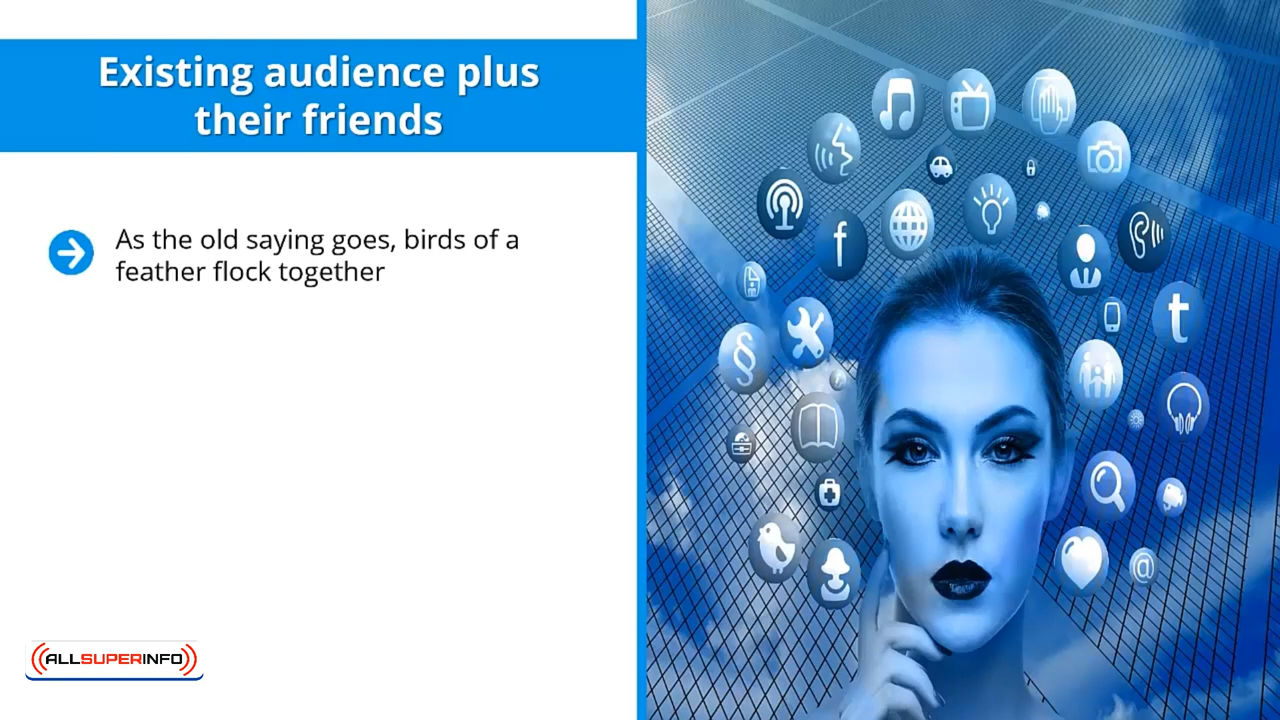 Existing audience plus
their friends
As the old saying goes, birds of a
feather flock together
((ALLSUPERINFO))
f
t
§
@